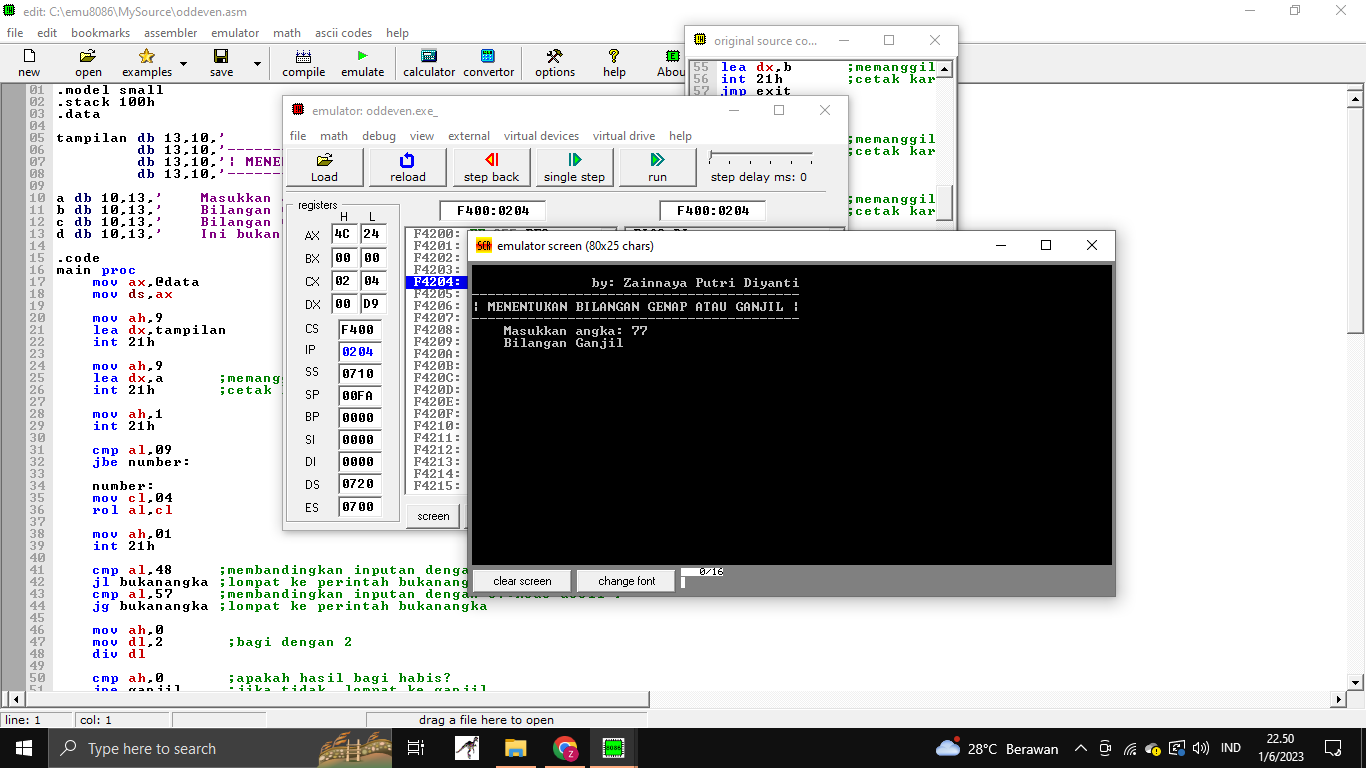 edit: C:\emu8086\MySource\oddeven.asm
file edit bookmarks assembler emulator math ascii codes help
new open examples save compile emulate calculator convertor options help Abou
original source co...
55 lea dx,b ;memanggil
56 int 21h ;cetak kar
57 jmp exit
;memanggil
;cetak kar
;memanggil
;cetak kar
01 .model small
02 .stack 100h
03 .data
04
05 tampilan db 13,10,'
06 db 13,10,'-------
07 db 13,10,'¦ MENE
08 db 13,10,'-------
09
10 a db 10,13,' Masukkan
11 b db 10,13,' Bilangan
12 c db 10,13,' Bilangan
13 d db 10,13,' Ini bukan
14
15 .code
16 main proc
17 mov ax,@data
18 mov ds,ax
19
20 mov ah,9
21 lea dx,tampilan
22 int 21h
23
24 mov ah,9
25 lea dx,a ;memangg
26 int 21h ;cetak
27
28 mov ah,1
29 int 21h
30
31 cmp al,09
32 jbe number:
33
34 number:
35 mov cl,04
36 rol al,cl
37
38 mov ah,01
39 int 21h
40
41 cmp al,48 ;membandingkan inputan denga
42 jl bukanangka ;lompat ke perintah bukanang
43 cmp al,57 ;membandingkan inputan dengan
44 jg bukanangka ;lompat ke perintah bukanangka
45
46 mov ah,0
47 mov dl,2 ;bagi dengan 2
48 div dl
49
50 cmp ah,0 ;apakah hasil bagi habis?
51 jne ganjil ;jika tidak, lompat ke ganjil
emulator: oddeven.exe_
file math debug view external virtual devices virtual drive help
Load reload step back single step run step delay ms: 0
registers
H L
AX 4C 24
BX 00 00
CX 02 04
DX 00 D9
CS F400
IP 0204
SS 0710
SP 00FA
BP 0000
SI 0000
DI 0000
DS 0720
ES 0700
F400:0204 F400:0204
F4200:
F4201:
F4202:
F4203:
F4204:
F4205:
F4206:
F4207:
F4208:
F4209:
F420A:
F420B:
F420C:
F420D:
F420E:
F420F:
F4210:
F4211:
F4212:
F4213:
F4214:
F4215:
screen
emulator screen (80x25 chars)
by: Zainnaya Putri Diyanti
-----------------------------------------
¦ MENENTUKAN BILANGAN GENAP ATAU GANJIL ¦
-----------------------------------------
Masukkan angka: 77
Bilangan Ganjil
clear screen change font 0/16
line: 1 col: 1 drag a file here to open
Type here to search 28°C Berawan IND 22.50
1/6/2023